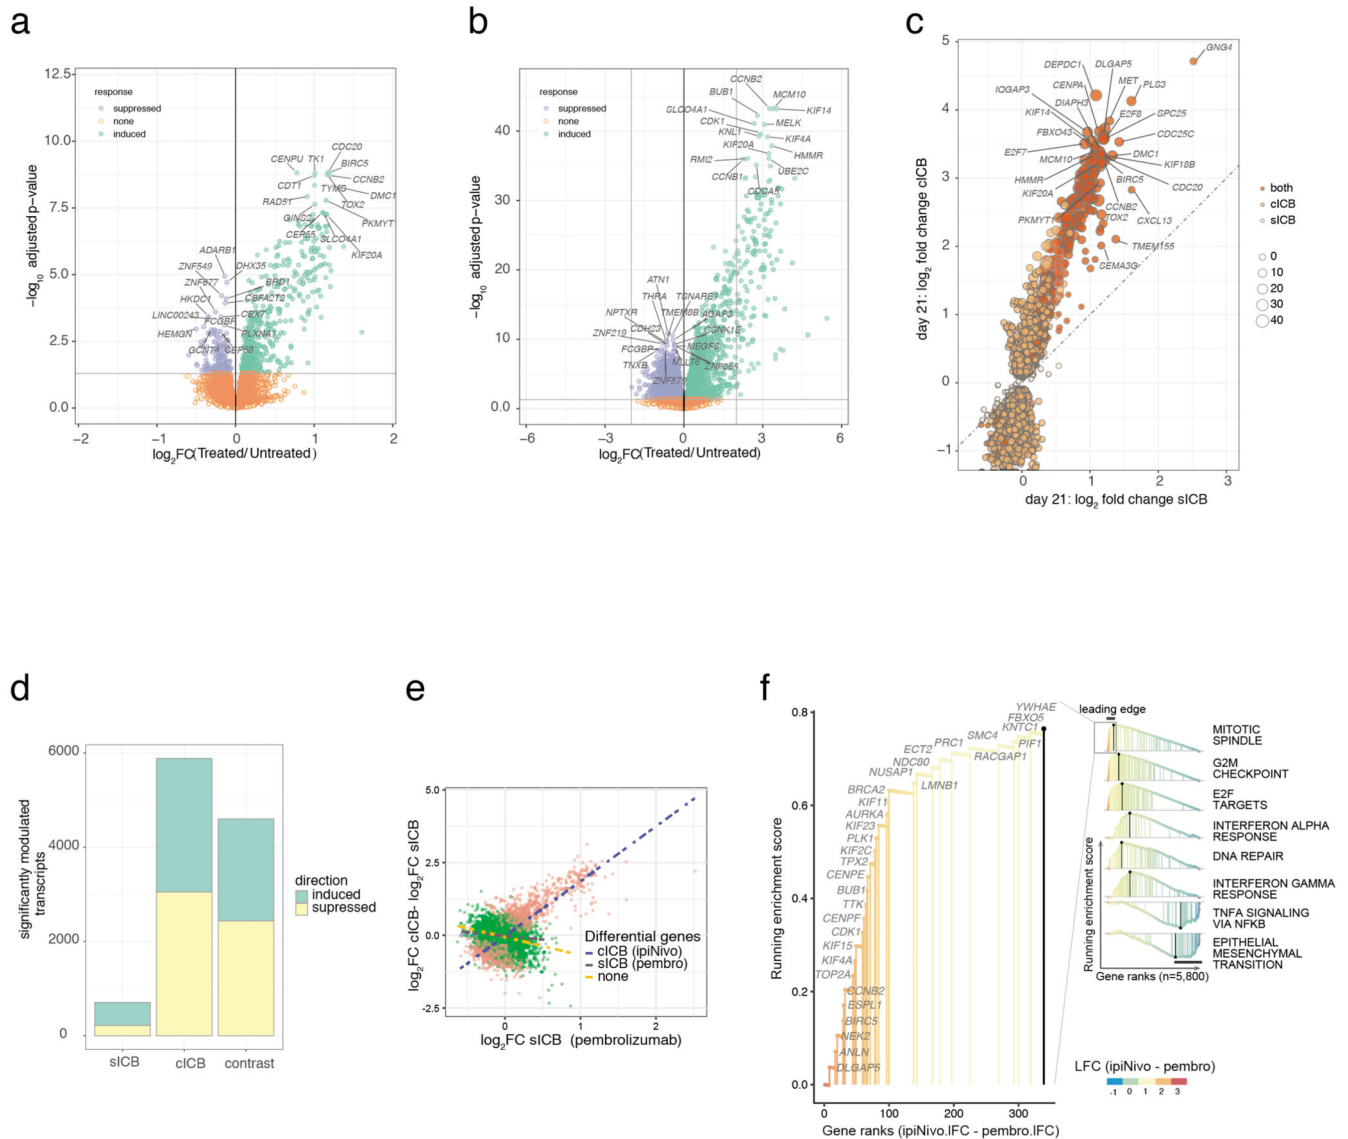 a
12.5
10.0
7.5
5.0
2.5
0.0
−log10 adjusted p-value
response
suppressed
none
induced
CDC20
CENPU
TK1
BIRC5
CCNB2
CDT1
TYMS
DMC1
RAD51
TOX2
GINS2
PKMYT1
CEP55
SLCO4A1
KIF20A
ADARB1
ZNF549
DHX35
ZNF677
BRD1
HKDC1
CBFA2T2
LINC00243
CBX7
FCGBP
HEMGN
PLXNA1
GCNT4
CEP68
−2
−1
0
1
2
log2FC(Treated/Untreated)
b
40
30
20
10
0.0
−log10 adjusted p-value
response
suppressed
none
induced
CCNB2
BUB1
MCM10
SLCO4A1
KIF14
CDK1
MELK
KNL1
KIF4A
KIF20A
HMMR
RMI2
UBE2C
CCNB1
CDCA5
ATN1
THRA
TSNARE1
NPTXR
TMEM8B
AGAP3
CDH23
ZNF219
CSNK1E
FCGBP
MEGF8
TNXB
MLLT6
ZNF865
ZNF579
−6
−3
0
3
6
log2FC(Treated/Untreated)
c
5
4
3
2
1
0
−1
day 21: log2 fold change cICB
GNG4
DEPDC1
DLGAP5
CENPA
MET
PLS3
IQGAP3
DIAPH3
KIF14
E2F8
SPC25
FBXO43
CDC25C
E2F7
MCM10
DMC1
KIF18B
HMMR
BIRC5
CDC20
KIF20A
CCNB2
PKMYT1
TOX2
CXCL13
TMEM155
SEMA3G
0
1
2
3
day 21: log2 fold change sICB
both
cICB
sICB
0
10
20
30
40
d
6000
4000
2000
0
significantly modulated
transcripts
sICB
cICB
contrast
direction
induced
supressed
e
5.0
2.5
0.0
-2.5
log2FC cICB- log2FC sICB
Differential genes
cICB (ipiNivo)
sICB (pembro)
none
0
1
2
log2FC sICB (pembrolizumab)
f
0.8
0.6
0.4
0.2
0.0
Running enrichment score
YWHAE
FBXO5
KNTC1
SMC4
PIF1
PRC1
RACGAP1
ECT2
NDC80
NUSAP1
LMNB1
BRCA2
KIF11
AURKA
KIF23
PLK1
KIF2C
TPX2
CENPE
BUB1
TTK
CENPF
CDK1
KIF15
KIF4A
TOP2A
CCNB2
ESPL1
BIRC5
NEK2
ANLN
DLGAP5
0
100
200
300
Gene ranks (ipiNivo.lFC - pembro.lFC)
leading edge
MITOTIC
SPINDLE
G2M
CHECKPOINT
E2F
TARGETS
INTERFERON ALPHA
RESPONSE
DNA REPAIR
INTERFERON GAMMA
RESPONSE
TNFA SIGNALING
VIA NFKB
EPITHELIAL
MESENCHYMAL
TRANSITION
Running enrichment score
Gene ranks (n=5,800)
LFC (ipiNivo - pembro)
-1
0
1
2
3